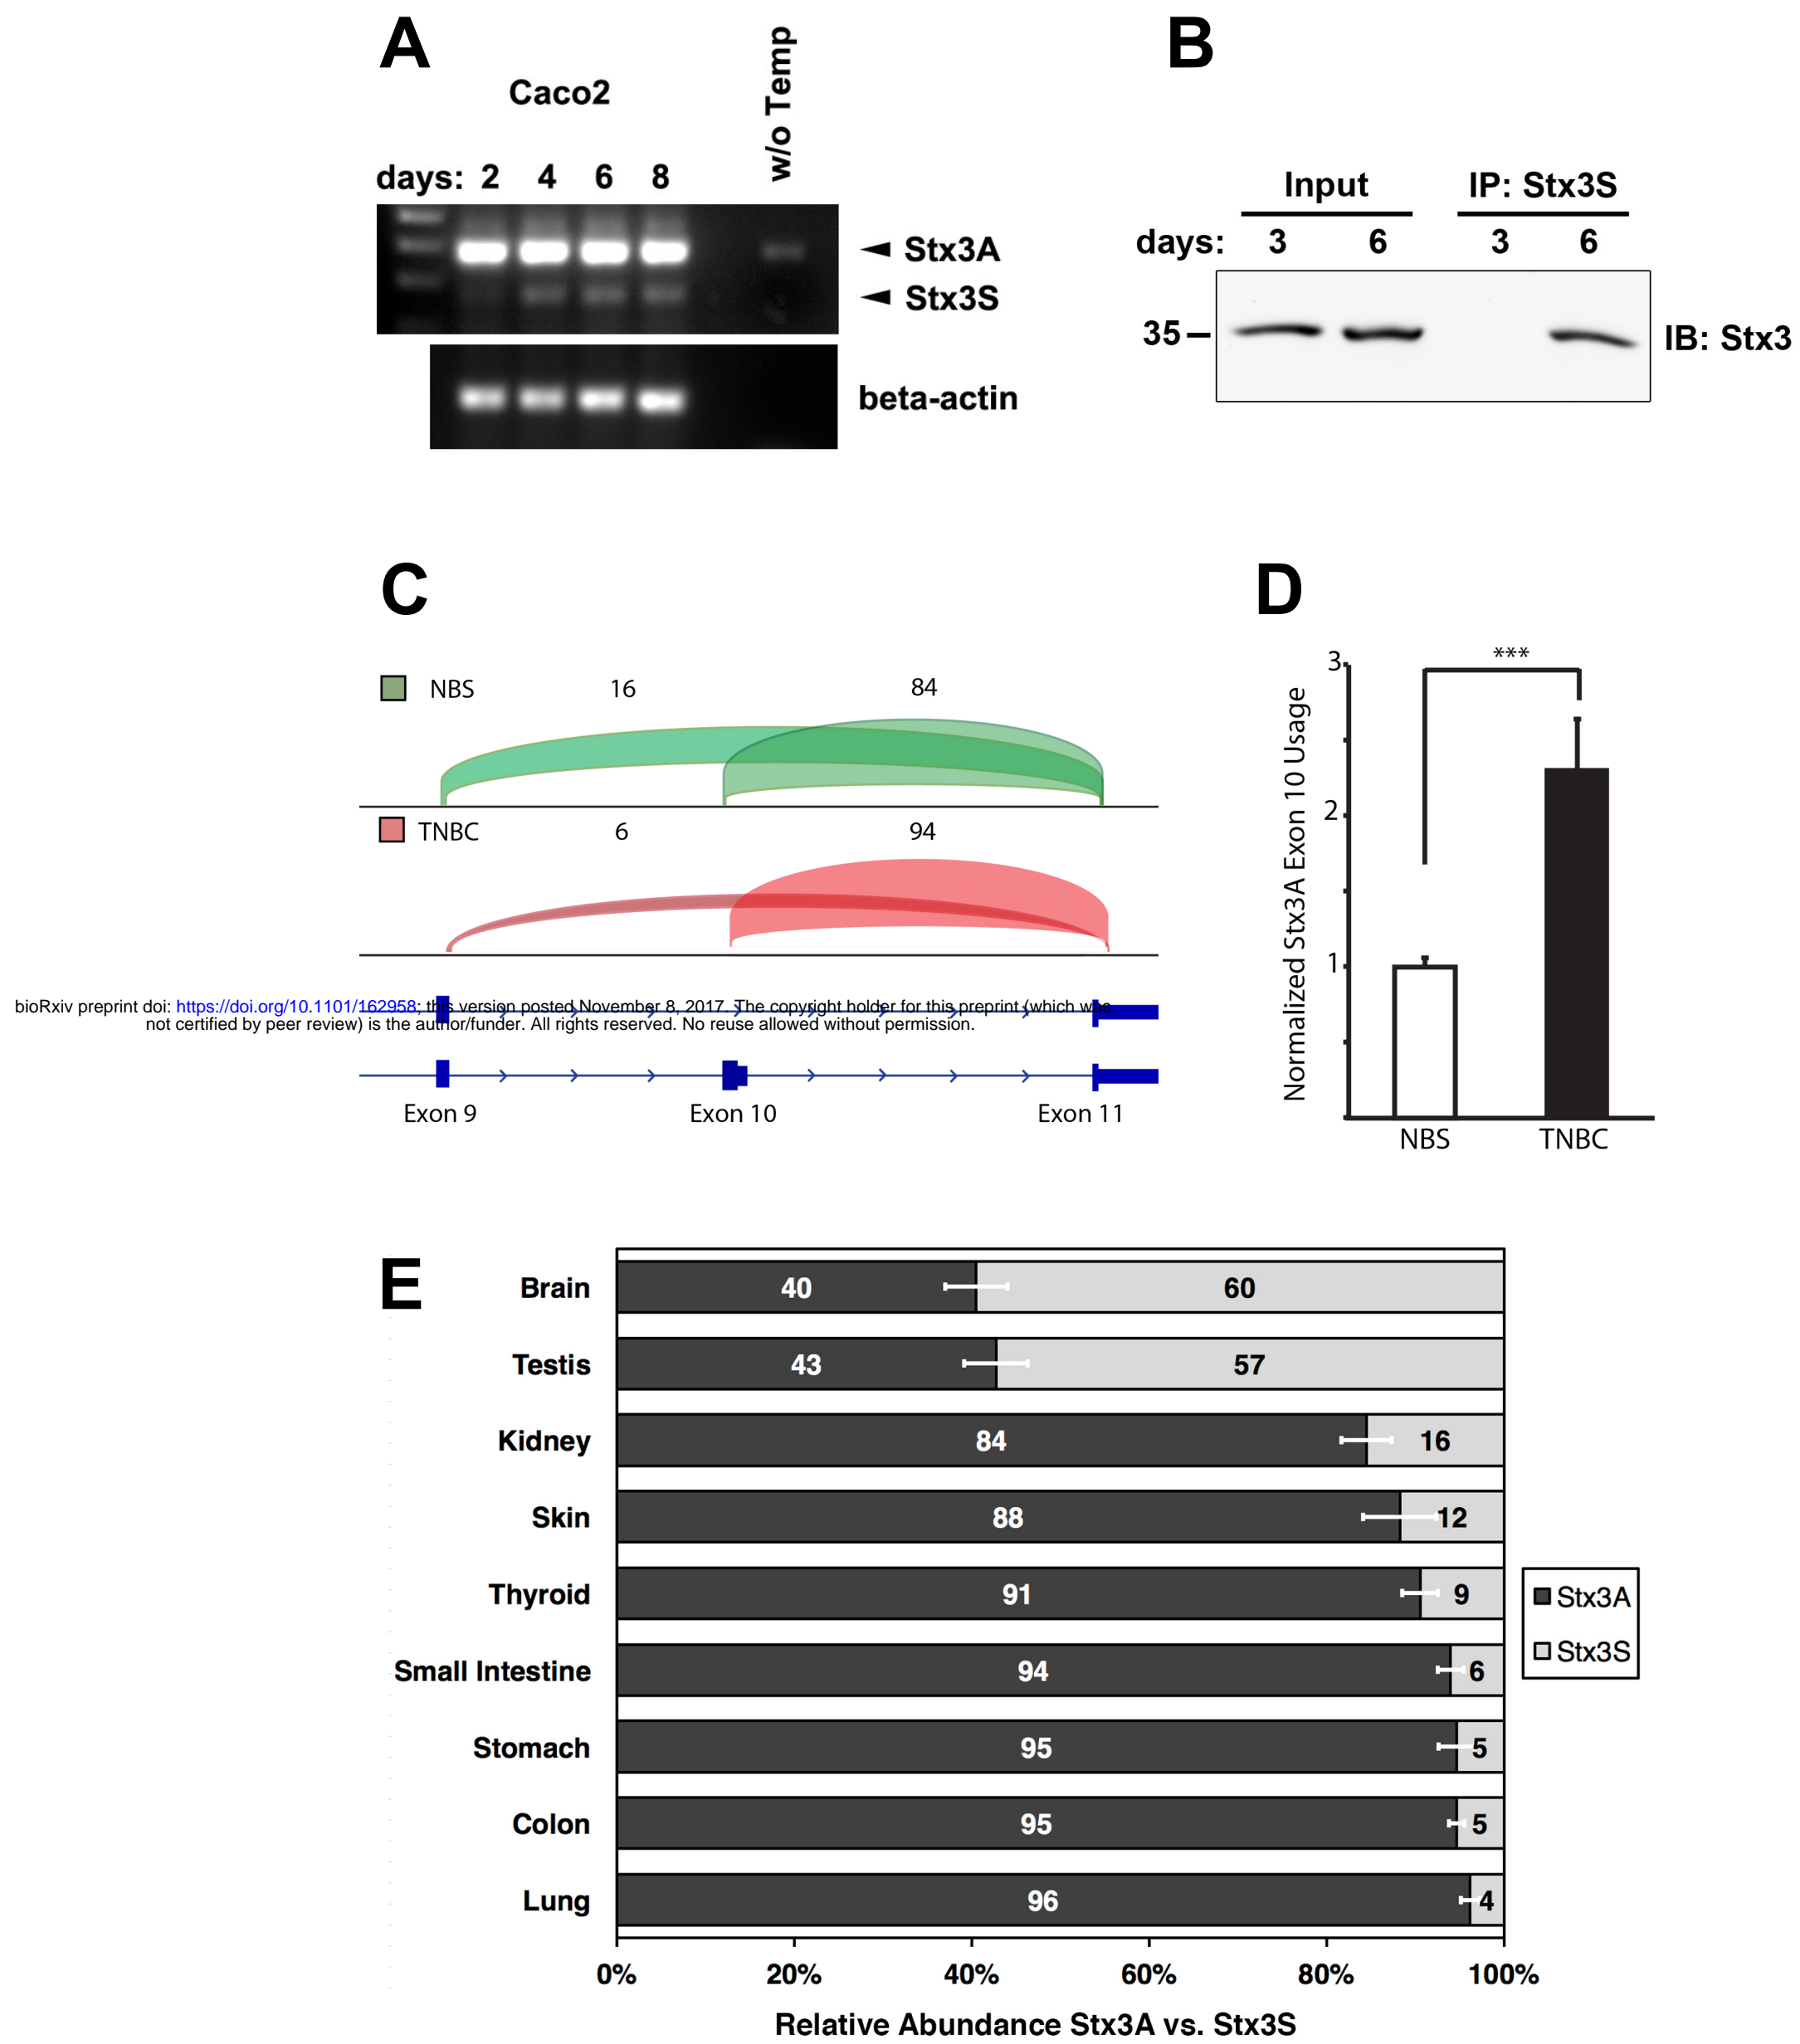 A
B
Caco2
w/o Temp
days: 2 4 6 8
Stx3A
Stx3S
beta-actin
Input IP: Stx3S
days: 3 6 3 6
35
IB: Stx3
C
D
NBS 16 84
TNBC 6 94
bioRxiv preprint doi: https://doi.org/10.1101/162958; this version posted November 8, 2017. The copyright holder for this preprint (which was
not certified by peer review) is the author/funder. All rights reserved. No reuse allowed without permission.
Exon 9 Exon 10 Exon 11
Normalized Stx3A Exon 10 Usage
***
3
2
1
NBS TNBC
E
Brain 40 60
Testis 43 57
Kidney 84 16
Skin 88 12
Thyroid 91 9
Small Intestine 94 6
Stomach 95 5
Colon 95 5
Lung 96 4
Stx3A
Stx3S
0% 20% 40% 60% 80% 100%
Relative Abundance Stx3A vs. Stx3S